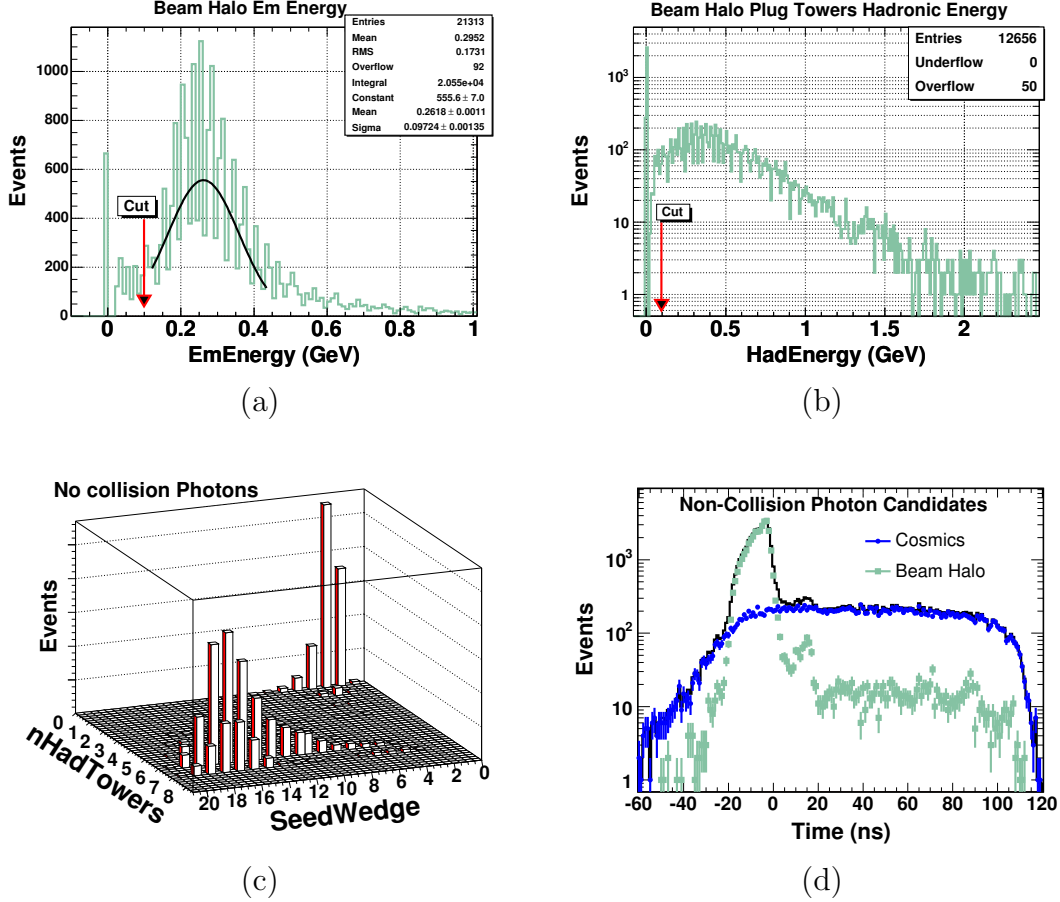 Beam Halo Em Energy
Entries 21313
Mean 0.2952
RMS 0.1731
Overflow 92
Integral 2.055e+04
Constant 555.6 ± 7.0
Mean 0.2618 ± 0.0011
Sigma 0.09724 ± 0.00135
Events
1000
800
600
400
200
0
Cut
0 0.2 0.4 0.6 0.8 1
EmEnergy (GeV)
(a)
Beam Halo Plug Towers Hadronic Energy
Entries 12656
Underflow 0
Overflow 50
Events
10³
10²
10
1
Cut
0 0.5 1 1.5 2
HadEnergy (GeV)
(b)
No collision Photons
Events
0 1 2 3 4 5 6 7 8
nHadTowers
20 18 16 14 12 10 8 6 4 2 0
SeedWedge
(c)
Non-Collision Photon Candidates
Cosmics
Beam Halo
Events
10³
10²
10
1
-60 -40 -20 0 20 40 60 80 100 120
Time (ns)
(d)